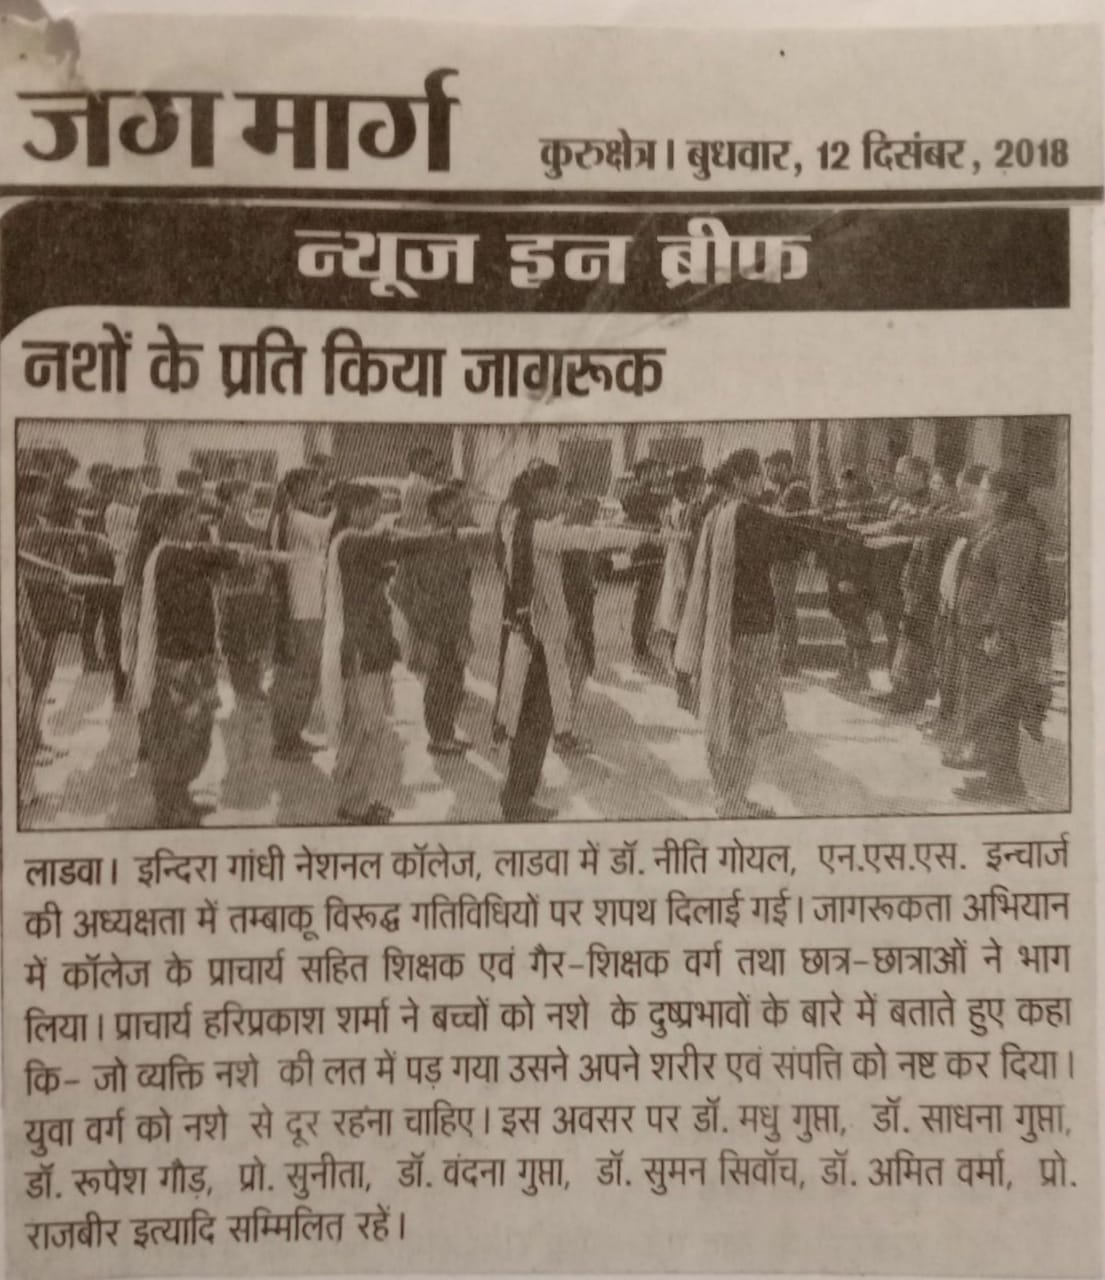 जग मार्ग
कुरुक्षेत्र। बुधवार, 12 दिसंबर, 2018
न्यूज इन ब्रीफ
नशों के प्रति किया जागरूक
लाडवा। इन्दिरा गांधी नेशनल कॉलेज, लाडवा में डॉ. नीति गोयल, एन.एस.एस. इन्चार्ज
की अध्यक्षता में तम्बाकू विरूद्ध गतिविधियों पर शपथ दिलाई गई। जागरूकता अभियान
में कॉलेज के प्राचार्य सहित शिक्षक एवं गैर-शिक्षक वर्ग तथा छात्र-छात्राओं ने भाग
लिया। प्राचार्य हरिप्रकाश शर्मा ने बच्चों को नशे के दुष्प्रभावों के बारे में बताते हुए कहा
कि- जो व्यक्ति नशे की लत में पड़ गया उसने अपने शरीर एवं संपत्ति को नष्ट कर दिया।
युवा वर्ग को नशे से दूर रहना चाहिए। इस अवसर पर डॉ. मधु गुप्ता, डॉ. साधना गुप्ता,
डॉ. रूपेश गौड़, प्रो. सुनीता, डॉ. वंदना गुप्ता, डॉ. सुमन सिवॉच, डॉ. अमित वर्मा, प्रो.
राजबीर इत्यादि सम्मिलित रहें।